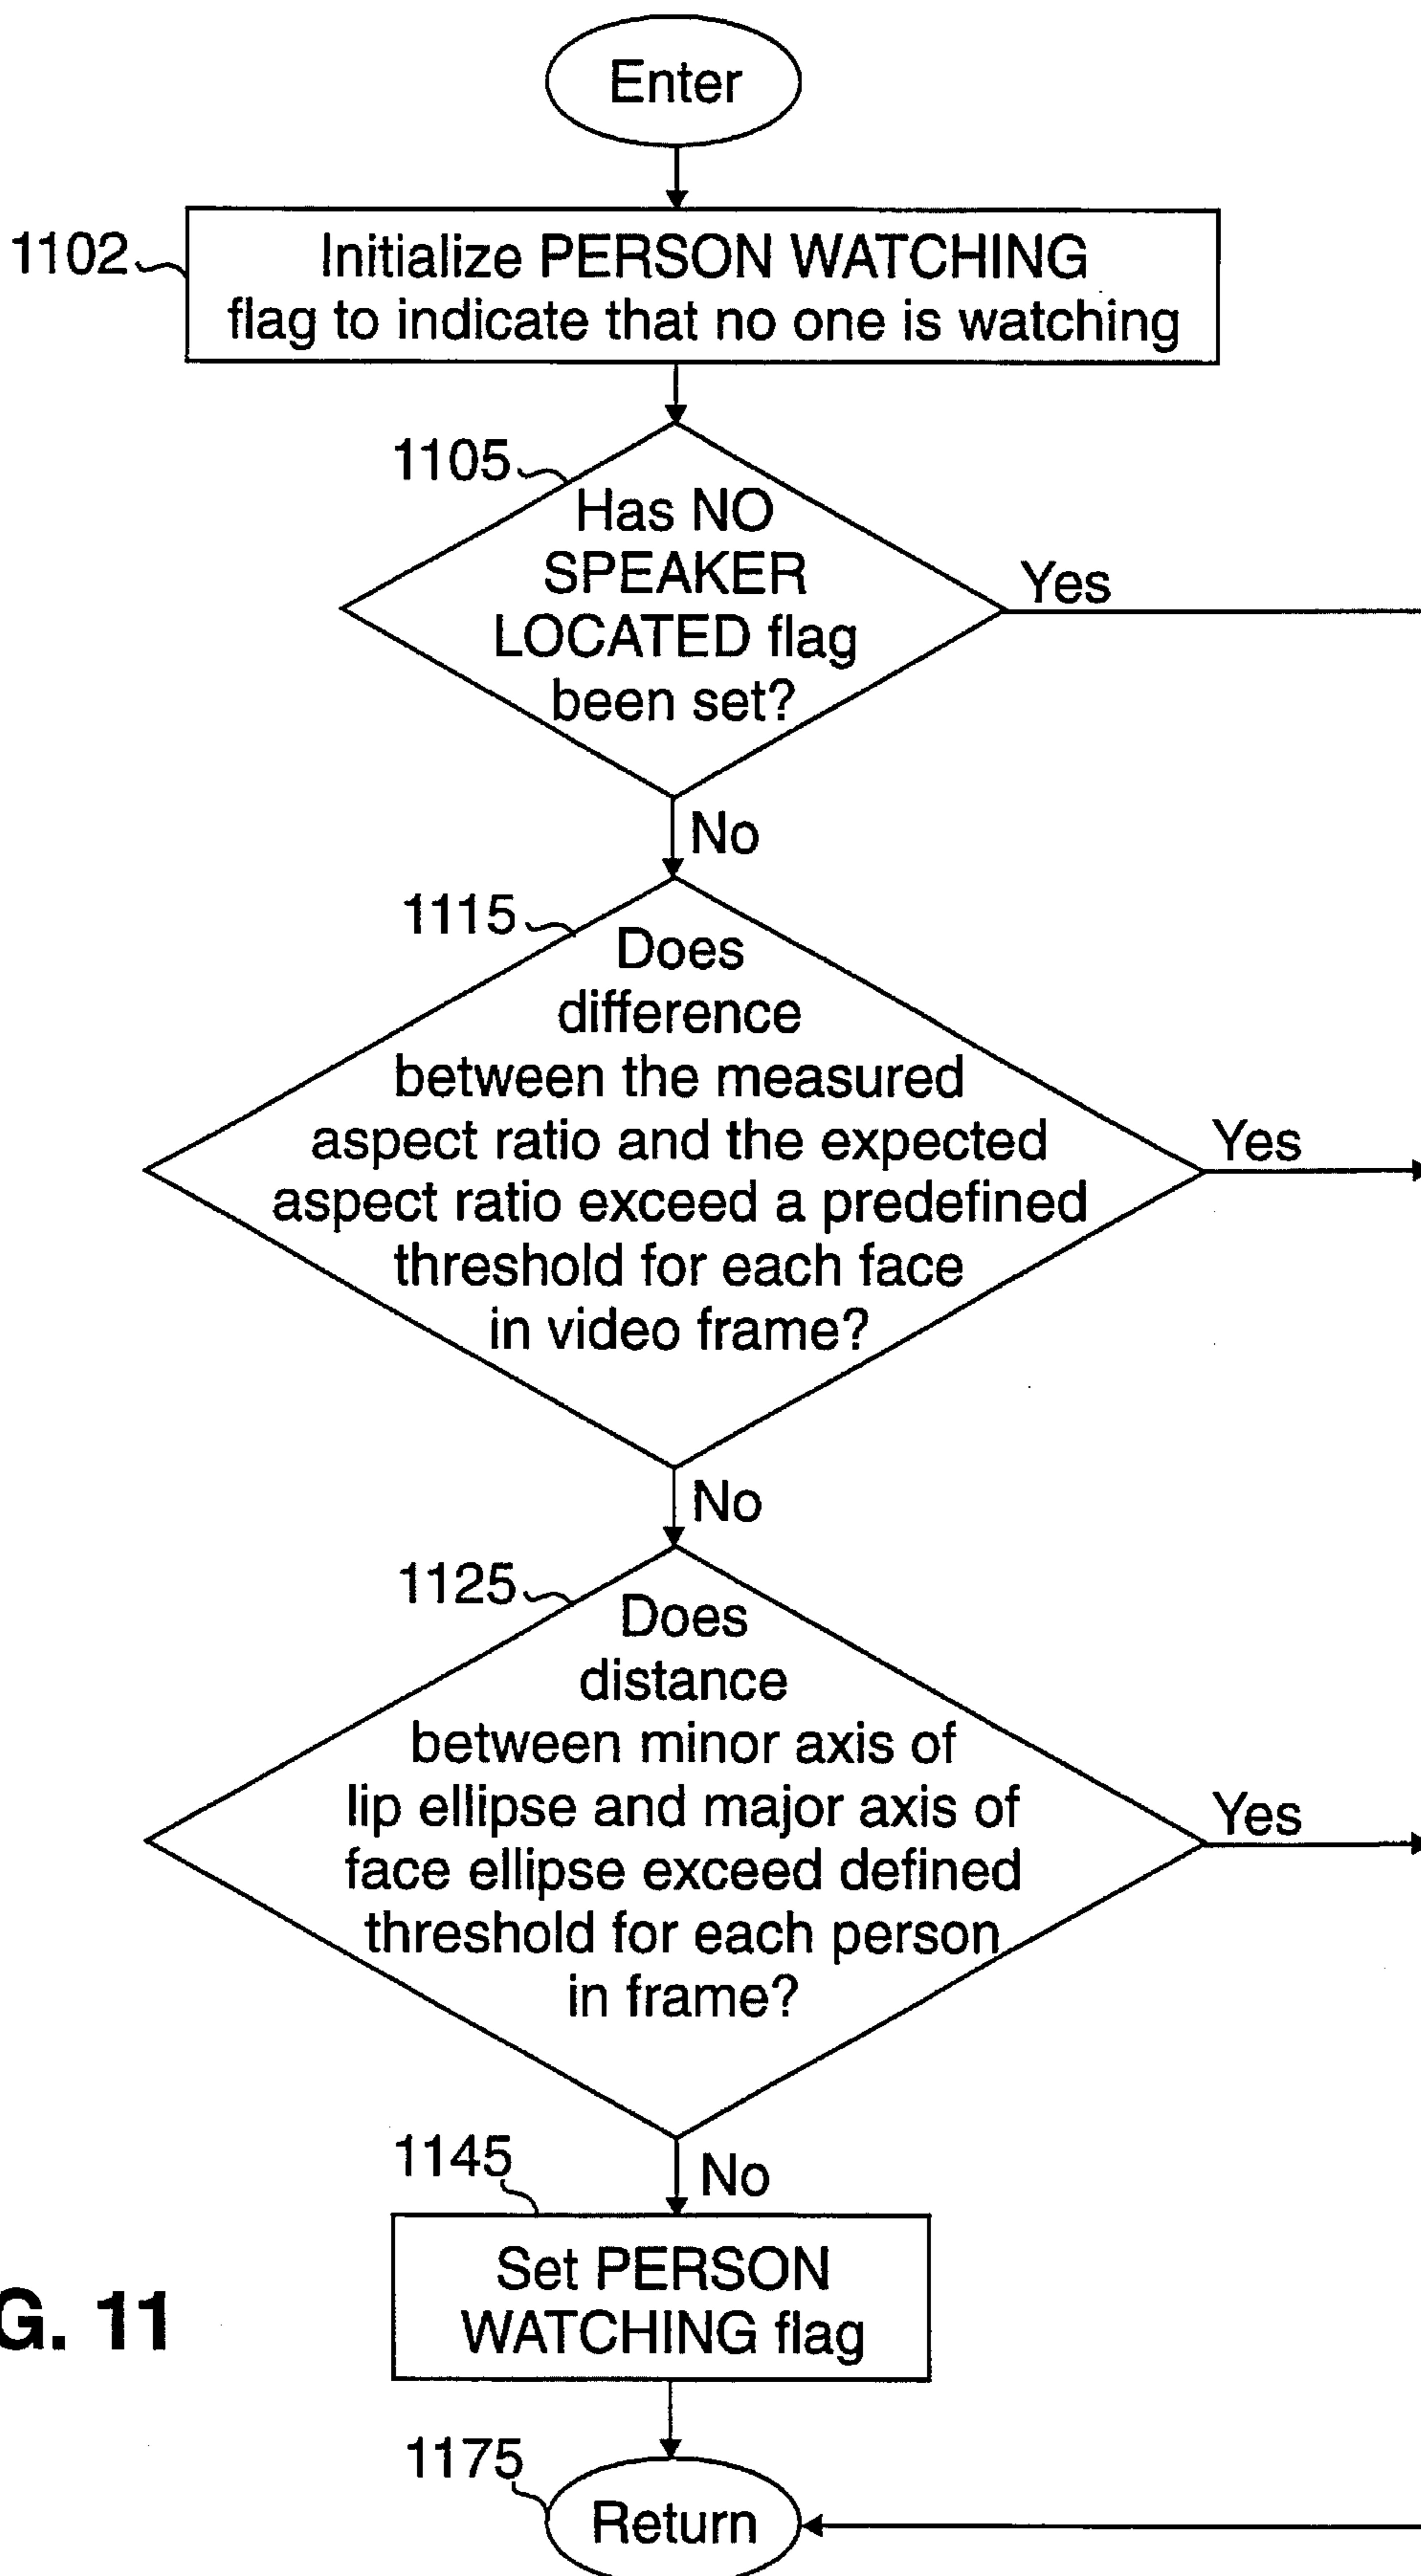 Enter
1102
Initialize PERSON WATCHING
flag to indicate that no one is watching
1105
Has NO
SPEAKER
LOCATED flag
been set?
Yes
No
1115
Does
difference
between the measured
aspect ratio and the expected
aspect ratio exceed a predefined
threshold for each face
in video frame?
Yes
No
1125
Does
distance
between minor axis of
lip ellipse and major axis of
face ellipse exceed defined
threshold for each person
in frame?
Yes
No
1145
Set PERSON
WATCHING flag
G. 11
1175
Return